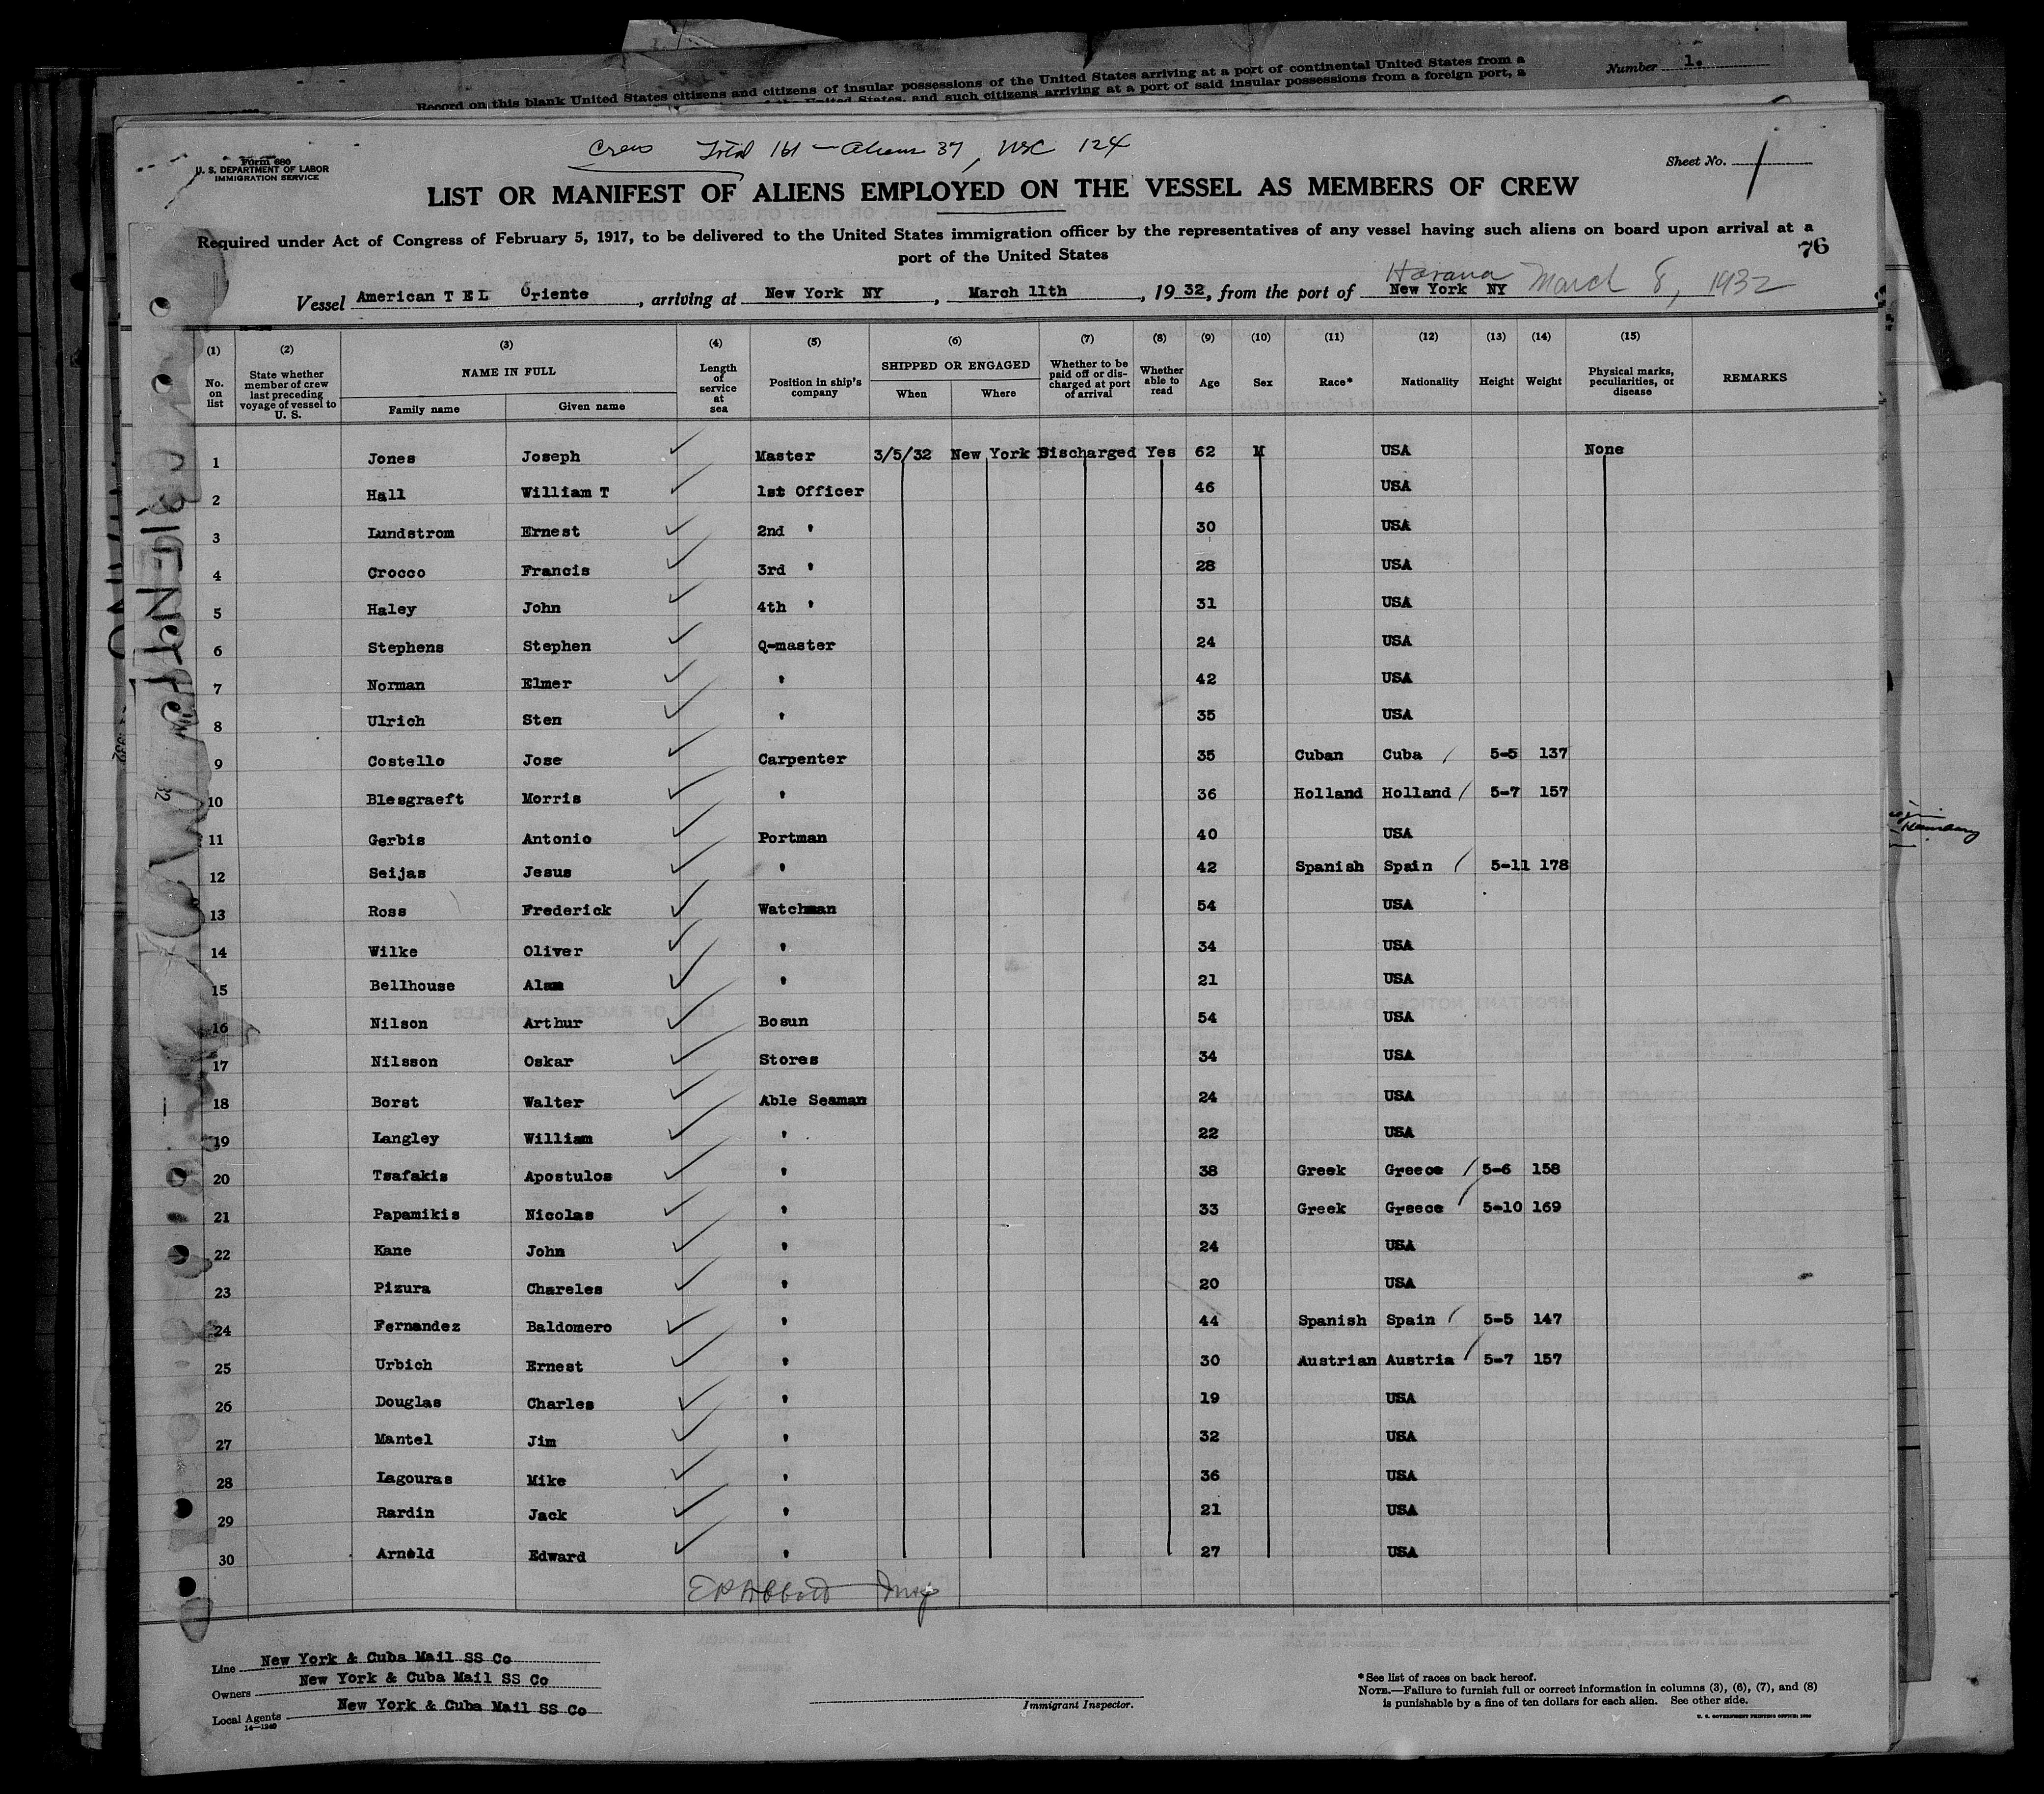 Record on this blank United States citizens and citizens of insular possessions of the United States arriving at a port of continental United States from a
United States, and such citizens arriving at a port of said insular possessions from a foreign port, a
Number 1.
Crew Total 161 — Aliens 37, USC 124
Form 680
U. S. DEPARTMENT OF LABOR
IMMIGRATION SERVICE
Sheet No. 1
LIST OR MANIFEST OF ALIENS EMPLOYED ON THE VESSEL AS MEMBERS OF CREW
Required under Act of Congress of February 5, 1917, to be delivered to the United States immigration officer by the representatives of any vessel having such aliens on board upon arrival at a
port of the United States
76
Havana March 8, 1932
Vessel American T E L Oriente, arriving at New York NY, March 11th, 1932, from the port of New York NY
(1) (2) (3) (4) (5) (6) (7) (8) (9) (10) (11) (12) (13) (14) (15)
No. on list State whether member of crew last preceding voyage of vessel to U. S. NAME IN FULL Family name Given name Length of service at sea Position in ship's company SHIPPED OR ENGAGED When Where Whether to be paid off or discharged at port of arrival Whether able to read Age Sex Race* Nationality Height Weight Physical marks, peculiarities, or disease REMARKS
1 Jones Joseph Master 3/5/32 New York Discharged Yes 62 M USA None
2 Hall William T 1st Officer 46 USA
3 Lundstrom Ernest 2nd " 30 USA
4 Crocco Francis 3rd " 28 USA
5 Haley John 4th " 31 USA
6 Stephens Stephen Q-master 24 USA
7 Norman Elmer " 42 USA
8 Ulrich Sten " 35 USA
9 Costello Jose Carpenter 35 Cuban Cuba 5-5 137
10 Blesgraeft Morris " 36 Holland Holland 5-7 157
11 Gerbis Antonio Portman 40 USA
12 Seijas Jesus " 42 Spanish Spain 5-11 178
13 Ross Frederick Watchman 54 USA
14 Wilke Oliver " 34 USA
15 Bellhouse Alam " 21 USA
16 Nilson Arthur Bosun 54 USA
17 Nilsson Oskar Stores 34 USA
18 Borst Walter Able Seaman 24 USA
19 Langley William " 22 USA
20 Tsafakis Apostulos " 38 Greek Greece 5-6 158
21 Papamikis Nicolas " 33 Greek Greece 5-10 169
22 Kane John " 24 USA
23 Pizura Chareles " 20 USA
24 Fernandez Baldomero " 44 Spanish Spain 5-5 147
25 Urbich Ernest " 30 Austrian Austria 5-7 157
26 Douglas Charles " 19 USA
27 Mantel Jim " 32 USA
28 Lagouras Mike " 36 USA
29 Rardin Jack " 21 USA
30 Arnold Edward " 27 USA
E P Abbott Insp
Line New York & Cuba Mail SS Co
Owners New York & Cuba Mail SS Co
Local Agents New York & Cuba Mail SS Co
14—1240
Immigrant Inspector.
*See list of races on back hereof.
NOTE.—Failure to furnish full or correct information in columns (3), (6), (7), and (8)
is punishable by a fine of ten dollars for each alien. See other side.
U. S. GOVERNMENT PRINTING OFFICE: